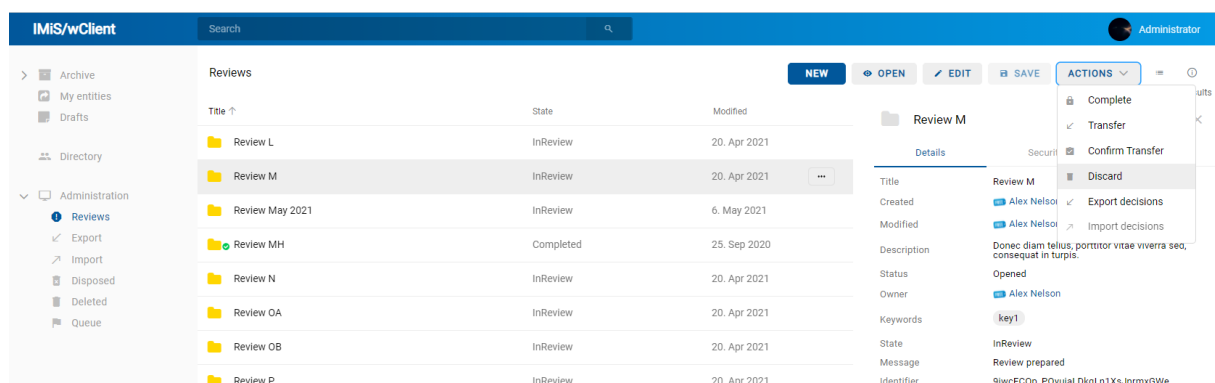 IMiS/wClient
Search
Administrator
Archive
My entities
Drafts
Directory
Administration
Reviews
Export
Import
Disposed
Deleted
Queue
Reviews
NEW
OPEN
EDIT
SAVE
ACTIONS
Title State Modified
Review L InReview 20. Apr 2021
Review M InReview 20. Apr 2021
Review May 2021 InReview 6. May 2021
Review MH Completed 25. Sep 2020
Review N InReview 20. Apr 2021
Review OA InReview 20. Apr 2021
Review OB InReview 20. Apr 2021
Review P InReview 20. Apr 2021
Complete
Transfer
Confirm Transfer
Discard
Export decisions
Import decisions
Review M
Details
Title Review M
Created Alex Nelson
Modified Alex Nelson
Description Donec diam tellus, porttitor vitae viverra sed,
consequat in turpis.
Status Opened
Owner Alex Nelson
Keywords key1
State InReview
Message Review prepared
Identifier